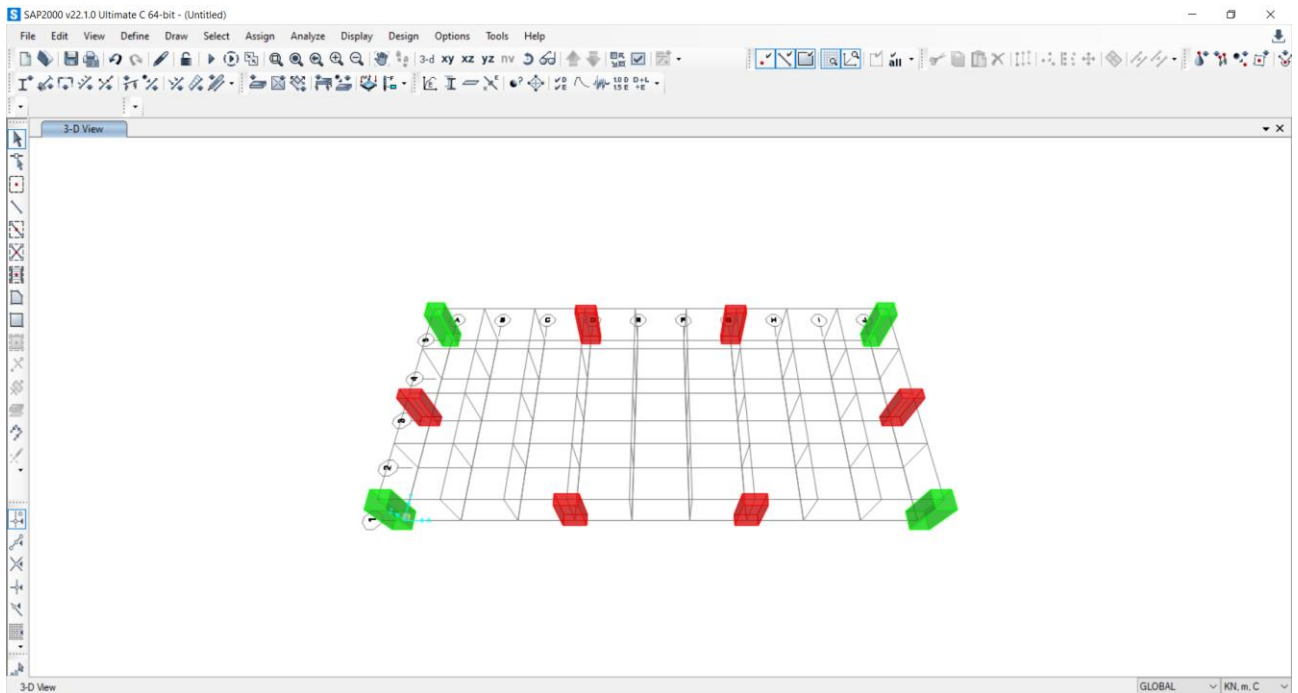 SAP2000 v22.1.0 Ultimate C 64-bit - (Untitled)
File Edit View Define Draw Select Assign Analyze Display Design Options Tools Help
3-d xy xz yz nv
all
3-D View
A B C D E F G H I J
5
4
3
2
1
3-D View GLOBAL KN, m, C